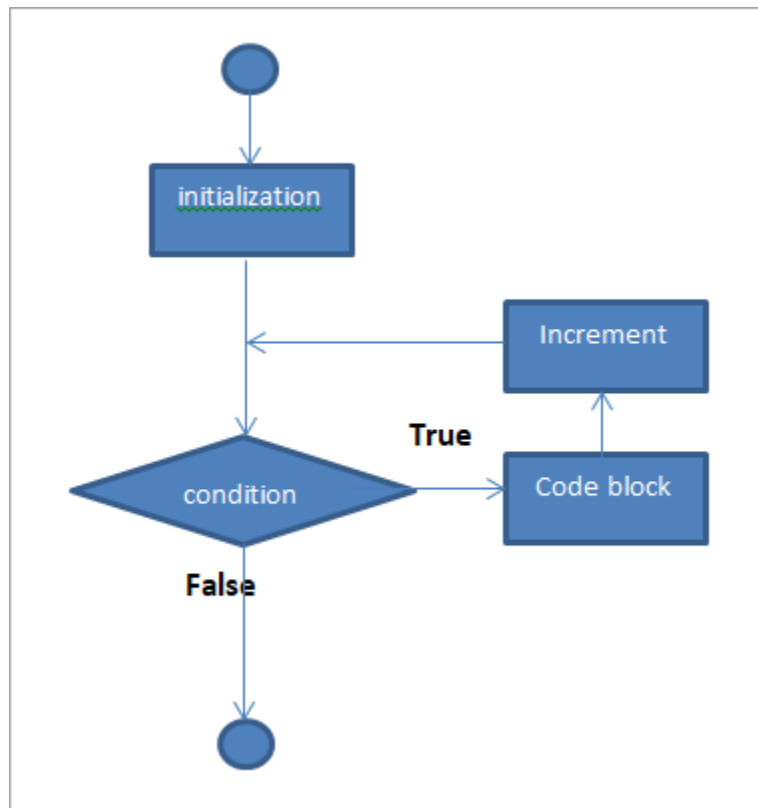 initialization
Increment
True
condition
Code block
False